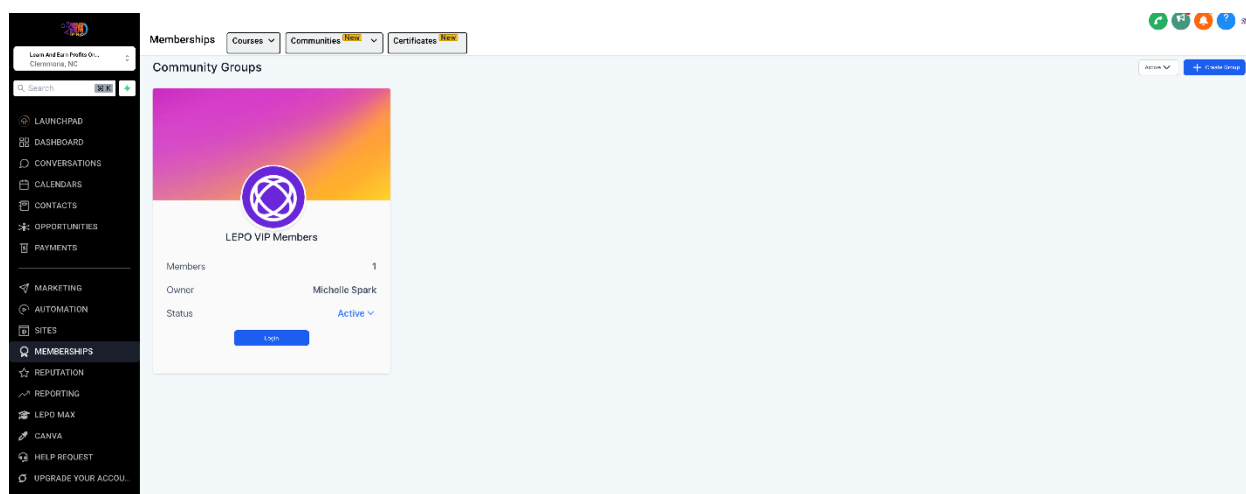 Learn And Earn Profits On...
Clemmons, NC
Search
⌘ K
LAUNCHPAD
DASHBOARD
CONVERSATIONS
CALENDARS
CONTACTS
OPPORTUNITIES
PAYMENTS
MARKETING
AUTOMATION
SITES
MEMBERSHIPS
REPUTATION
REPORTING
LEPO MAX
CANVA
HELP REQUEST
UPGRADE YOUR ACCOU...
Memberships
Courses
Communities New
Certificates New
?
Community Groups
Active
+ Create Group
LEPO VIP Members
Members 1
Owner Michelle Spark
Status Active
Login